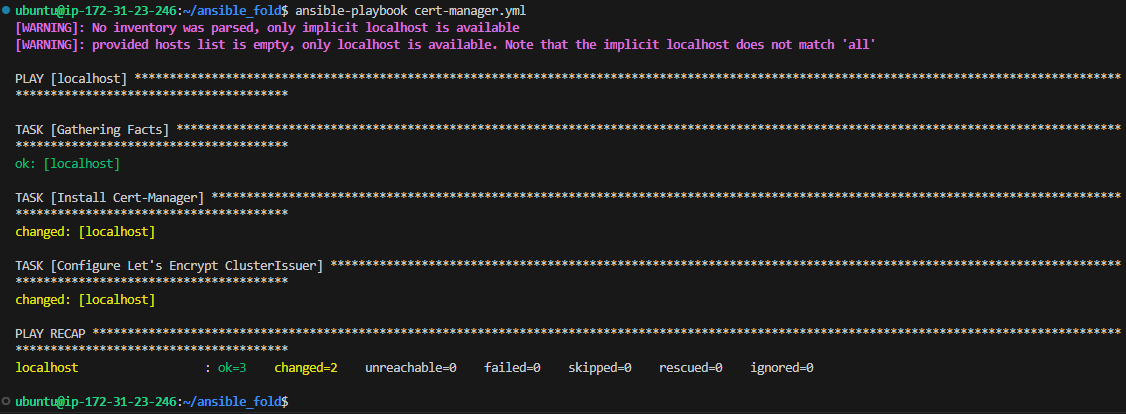 ubuntu@ip-172-31-23-246:~/ansible_fold$ ansible-playbook cert-manager.yml
[WARNING]: No inventory was parsed, only implicit localhost is available
[WARNING]: provided hosts list is empty, only localhost is available. Note that the implicit localhost does not match 'all'
PLAY [localhost] *********************************************************************************************************************************************
***************************************
TASK [Gathering Facts] ***************************************************************************************************************************************
***************************************
ok: [localhost]
TASK [Install Cert-Manager] **********************************************************************************************************************************
***************************************
changed: [localhost]
TASK [Configure Let's Encrypt ClusterIssuer] *****************************************************************************************************************
***************************************
changed: [localhost]
PLAY RECAP ***************************************************************************************************************************************************
***************************************
localhost                  : ok=3    changed=2    unreachable=0    failed=0    skipped=0    rescued=0    ignored=0
ubuntu@ip-172-31-23-246:~/ansible_fold$